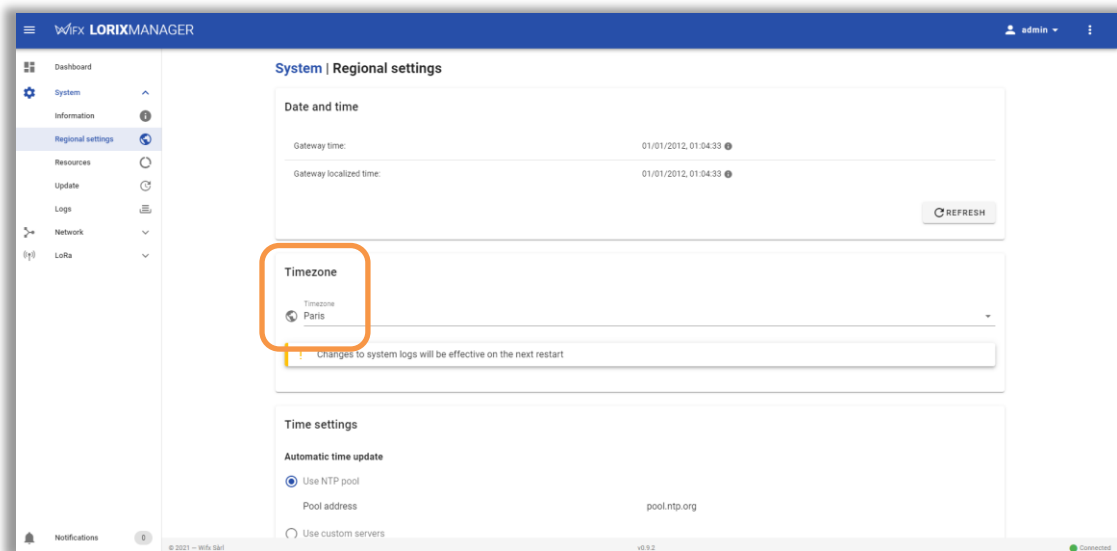 WIFX LORIXMANAGER
admin
Dashboard
System
Information
Regional settings
Resources
Update
Logs
Network
LoRa
Notifications
0
System | Regional settings
Date and time
Gateway time:
01/01/2012, 01:04:33
Gateway localized time:
01/01/2012, 01:04:33
REFRESH
Timezone
Timezone
Paris
! Changes to system logs will be effective on the next restart
Time settings
Automatic time update
Use NTP pool
Pool address
pool.ntp.org
Use custom servers
© 2021 — Wifx Sàrl
v0.9.2
Connected